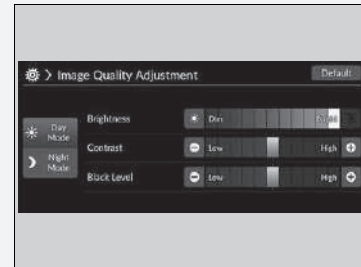 > Image Quality Adjustment Default
Brightness Dim
Day Mode
Contrast Low High
Night Mode
Black Level Low High